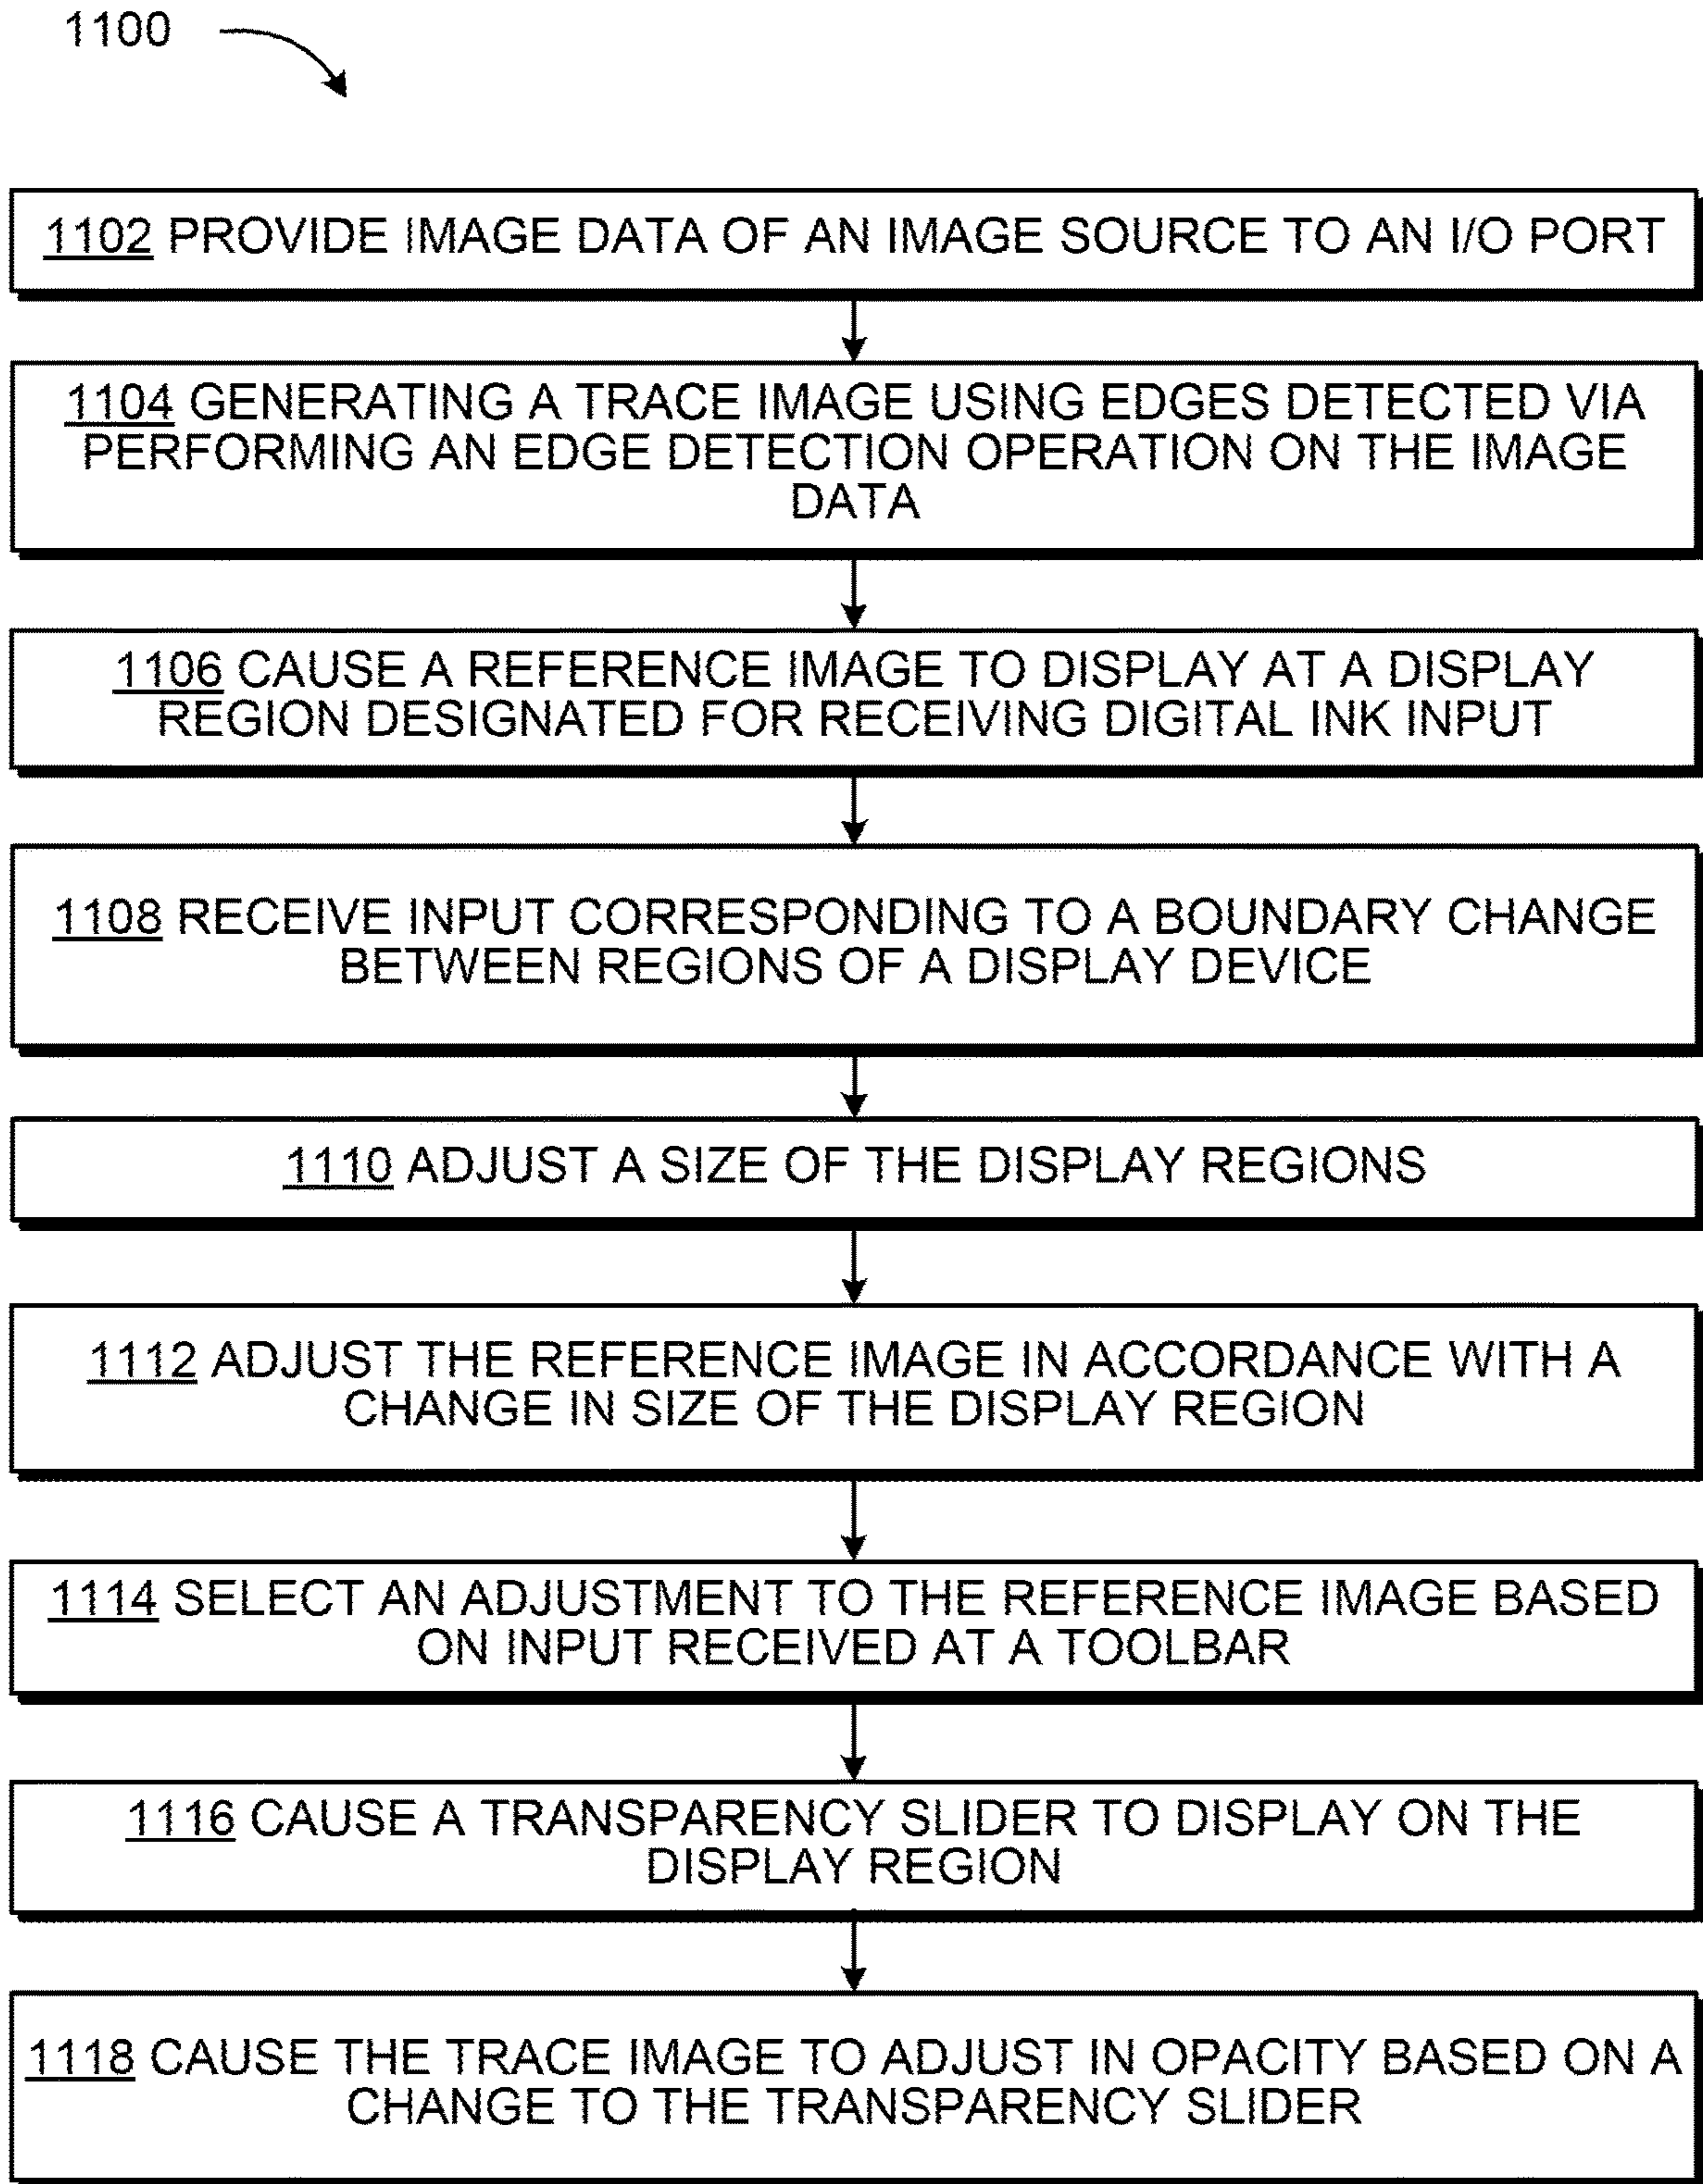 1100
1102 PROVIDE IMAGE DATA OF AN IMAGE SOURCE TO AN I/O PORT
1104 GENERATING A TRACE IMAGE USING EDGES DETECTED VIA
PERFORMING AN EDGE DETECTION OPERATION ON THE IMAGE
DATA
1106 CAUSE A REFERENCE IMAGE TO DISPLAY AT A DISPLAY
REGION DESIGNATED FOR RECEIVING DIGITAL INK INPUT
1108 RECEIVE INPUT CORRESPONDING TO A BOUNDARY CHANGE
BETWEEN REGIONS OF A DISPLAY DEVICE
1110 ADJUST A SIZE OF THE DISPLAY REGIONS
1112 ADJUST THE REFERENCE IMAGE IN ACCORDANCE WITH A
CHANGE IN SIZE OF THE DISPLAY REGION
1114 SELECT AN ADJUSTMENT TO THE REFERENCE IMAGE BASED
ON INPUT RECEIVED AT A TOOLBAR
1116 CAUSE A TRANSPARENCY SLIDER TO DISPLAY ON THE
DISPLAY REGION
1118 CAUSE THE TRACE IMAGE TO ADJUST IN OPACITY BASED ON A
CHANGE TO THE TRANSPARENCY SLIDER